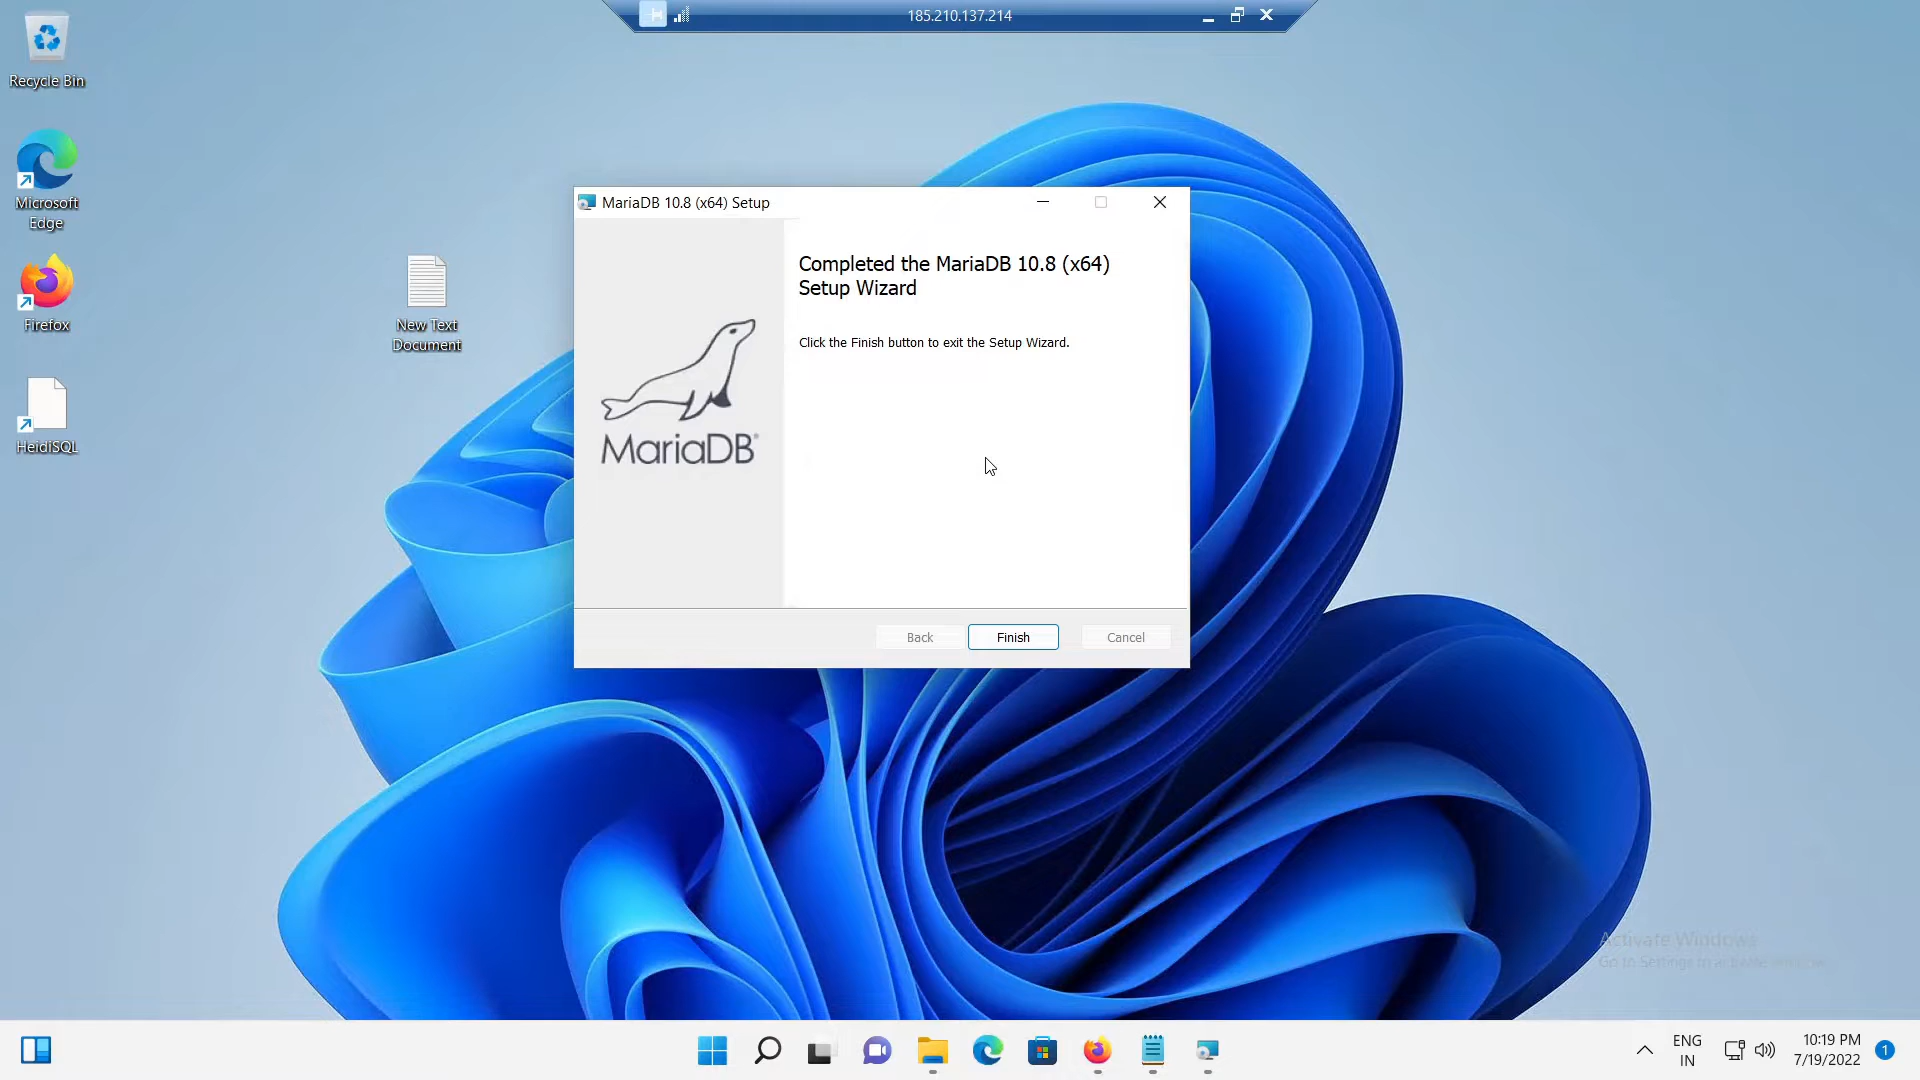 185.210.137.214
Recycle Bin
Microsoft
Edge
Firefox
HeidiSQL
New Text
Document
MariaDB 10.8 (x64) Setup
Completed the MariaDB 10.8 (x64)
Setup Wizard
Click the Finish button to exit the Setup Wizard.
MariaDB®
Back
Finish
Cancel
Activate Windows
Go to Settings to activate Windows.
ENG
IN
10:19 PM
7/19/2022
1